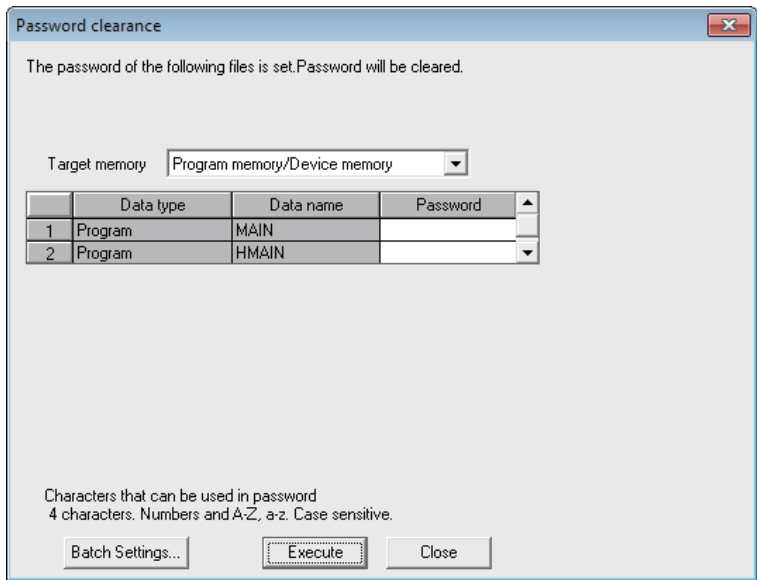 Password clearance
The password of the following files is set.Password will be cleared.
Target memory Program memory/Device memory
Data type Data name Password
1 Program MAIN
2 Program HMAIN
Characters that can be used in password
4 characters. Numbers and A-Z, a-z. Case sensitive.
Batch Settings... Execute Close